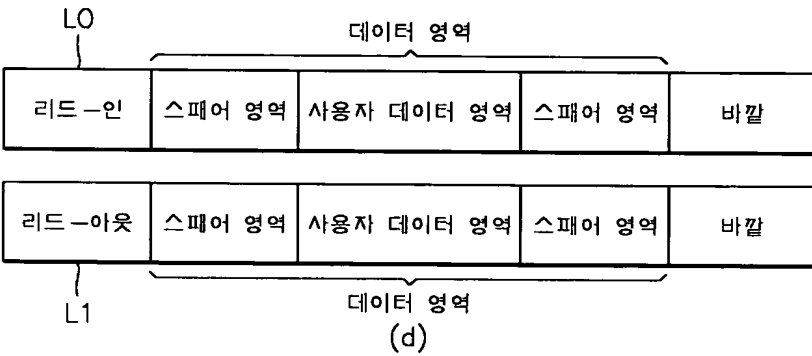 L0
데이터 영역
리드-인 스패어 영역 사용자 데이터 영역 스패어 영역 바깥
리드-아웃 스패어 영역 사용자 데이터 영역 스패어 영역 바깥
데이터 영역
L1
(d)